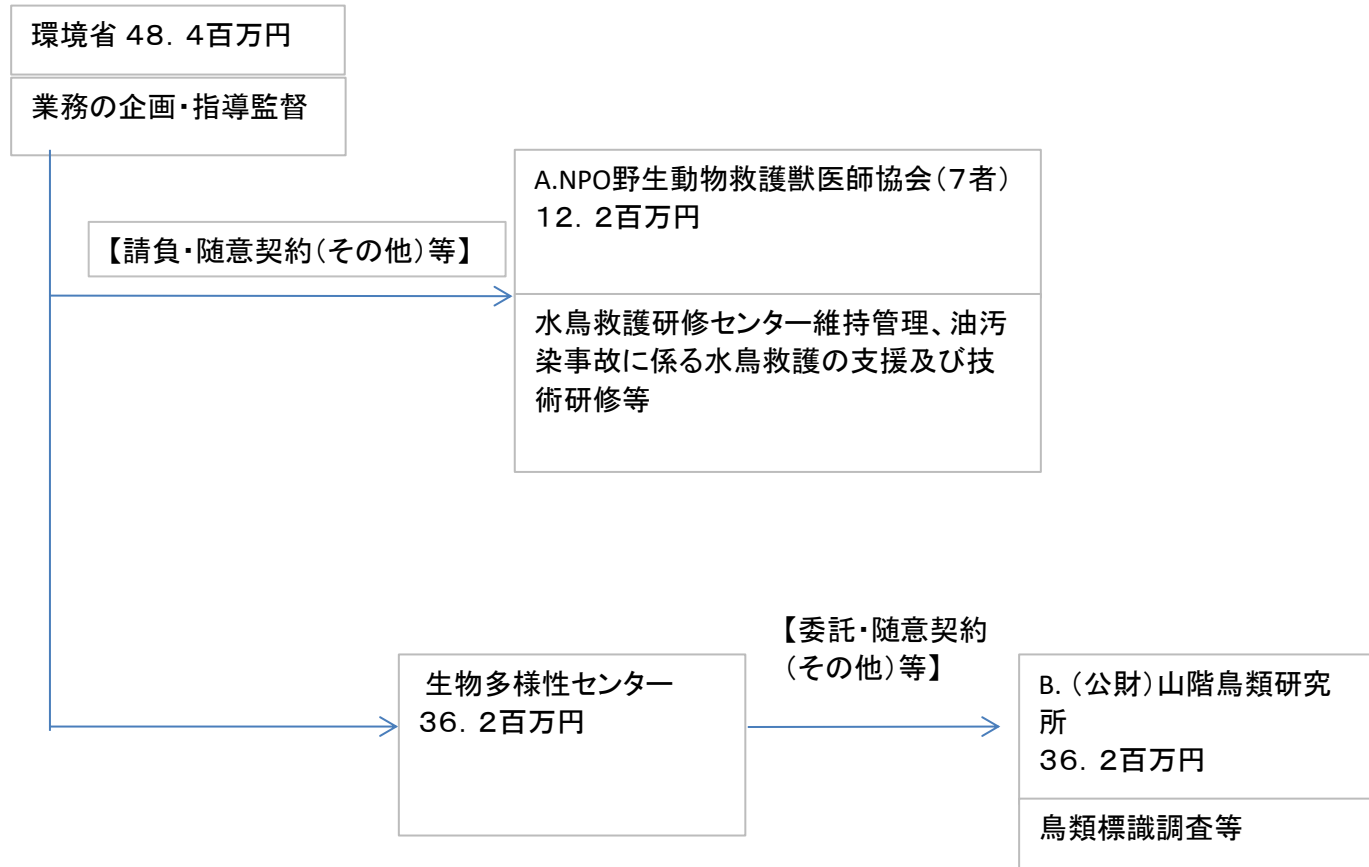 環境省 48．4百万円
業務の企画・指導監督
A.NPO野生動物救護獣医師協会（7者）
12．2百万円
【請負・随意契約（その他）等】
水鳥救護研修センター維持管理、油汚
染事故に係る水鳥救護の支援及び技
術研修等
【委託・随意契約
（その他）等】
生物多様性センター
36．2百万円
B．（公財）山階鳥類研究
所
36．2百万円
鳥類標識調査等